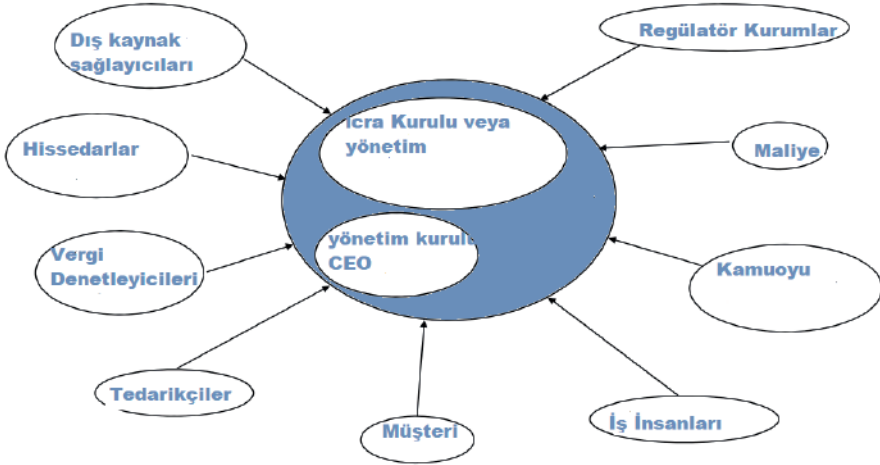 Dış kaynak
sağlayıcıları
Regülatör Kurumlar
icra Kurulu veya
yönetim
Hissedarlar
Maliye
yönetim kurulu
CEO
Vergi
Denetleyicileri
Kamuoyu
Tedarikçiler
Müşteri
İş İnsanları